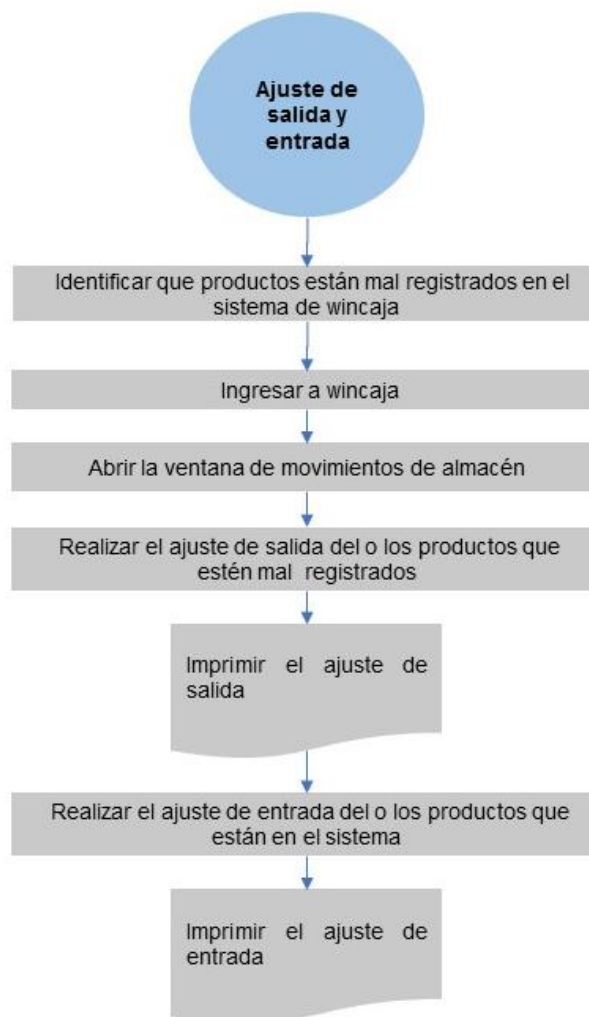 Ajuste de
salida y
entrada
Identificar que productos están mal registrados en el
sistema de wincaja
Ingresar a wincaja
Abrir la ventana de movimientos de almacén
Realizar el ajuste de salida del o los productos que
estén mal registrados
Imprimir el ajuste de
salida
Realizar el ajuste de entrada del o los productos que
están en el sistema
Imprimir el ajuste de
entrada